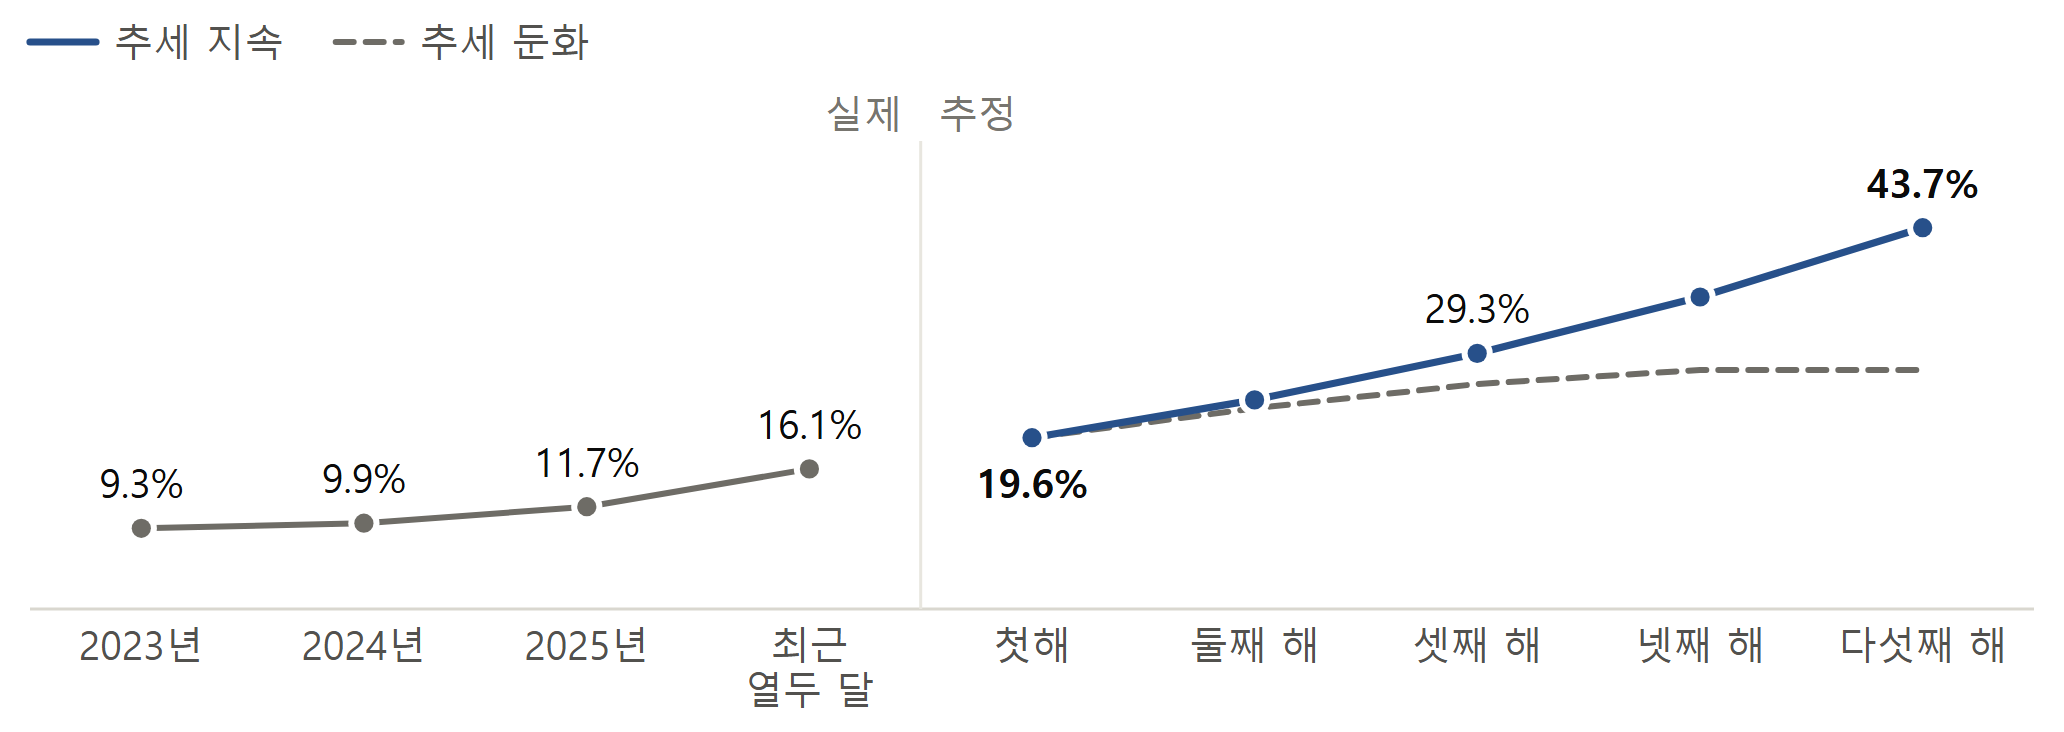 추세 지속 추세 둔화
실제 추정
43.7%
29.3%
16.1%
11.7%
9.9%
9.3%
19.6%
2023년 2024년 2025년 최근 첫해 둘째 해 셋째 해 넷째 해 다섯째 해
열두 달